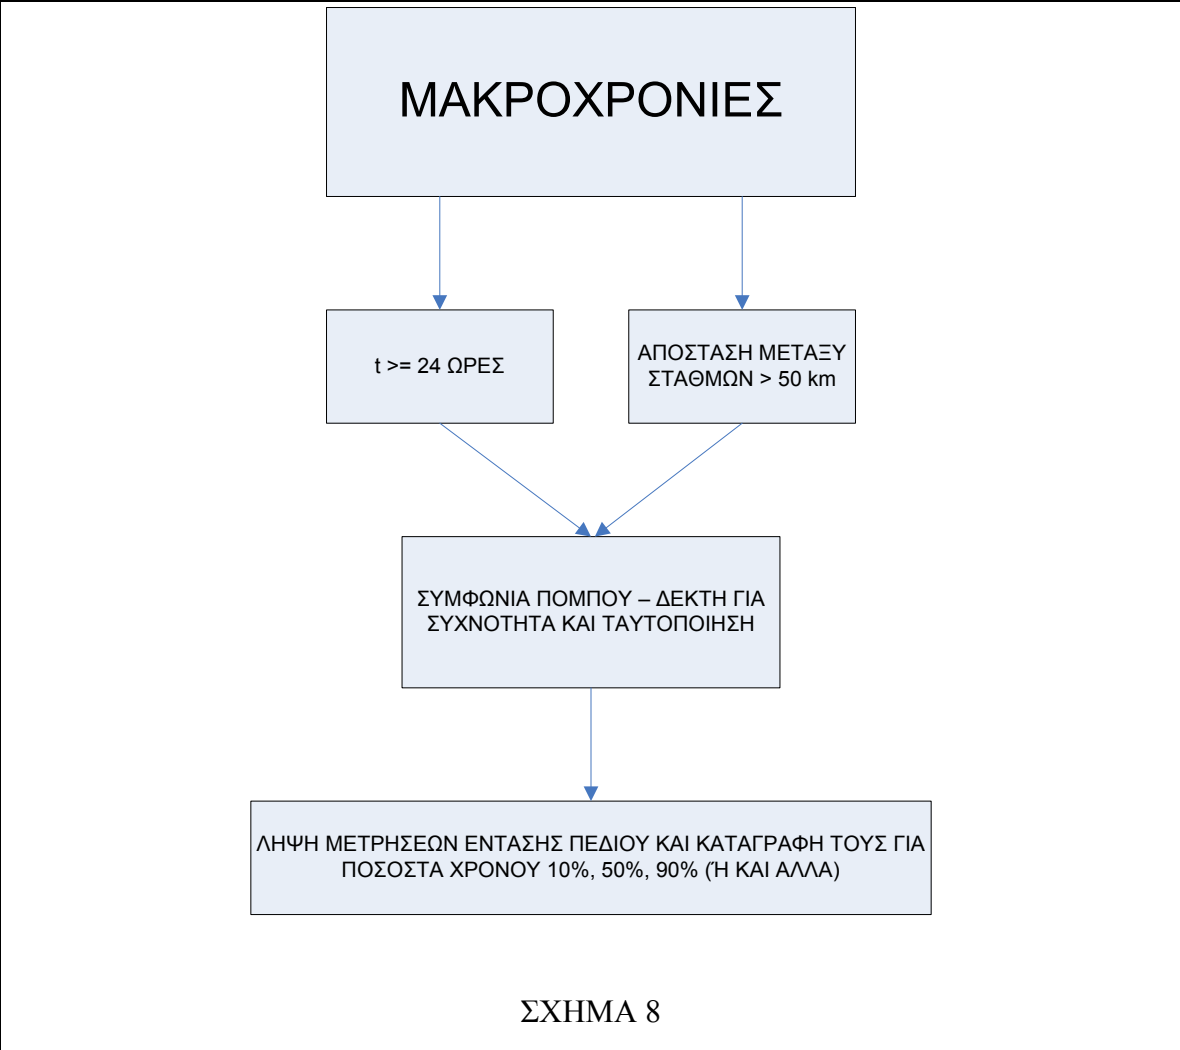 ΜΑΚΡΟΧΡΟΝΙΕΣ
t >= 24 ΩΡΕΣ
ΑΠΟΣΤΑΣΗ ΜΕΤΑΞΥ
ΣΤΑΘΜΩΝ > 50 km
ΣΥΜΦΩΝΙΑ ΠΟΜΠΟΥ – ΔΕΚΤΗ ΓΙΑ
ΣΥΧΝΟΤΗΤΑ ΚΑΙ ΤΑΥΤΟΠΟΙΗΣΗ
ΛΗΨΗ ΜΕΤΡΗΣΕΩΝ ΕΝΤΑΣΗΣ ΠΕΔΙΟΥ ΚΑΙ ΚΑΤΑΓΡΑΦΗ ΤΟΥΣ ΓΙΑ
ΠΟΣΟΣΤΑ ΧΡΟΝΟΥ 10%, 50%, 90% (Ή ΚΑΙ ΑΛΛΑ)
ΣΧΗΜΑ 8